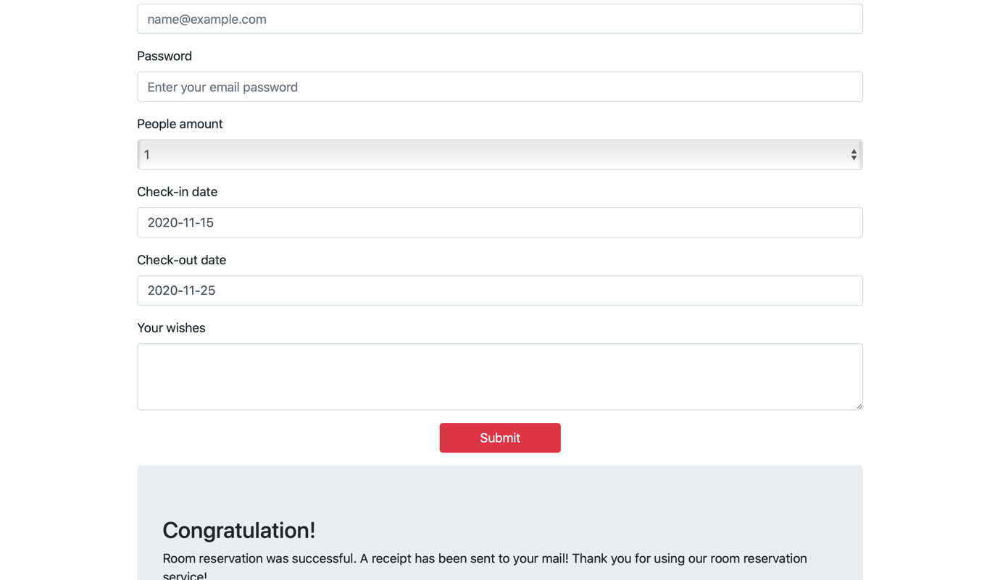 name@example.com
Password
Enter your email password
People amount
1
Check-in date
2020-11-15
Check-out date
2020-11-25
Your wishes
Submit
Congratulation!
Room reservation was successful. A receipt has been sent to your mail! Thank you for using our room reservation
service!